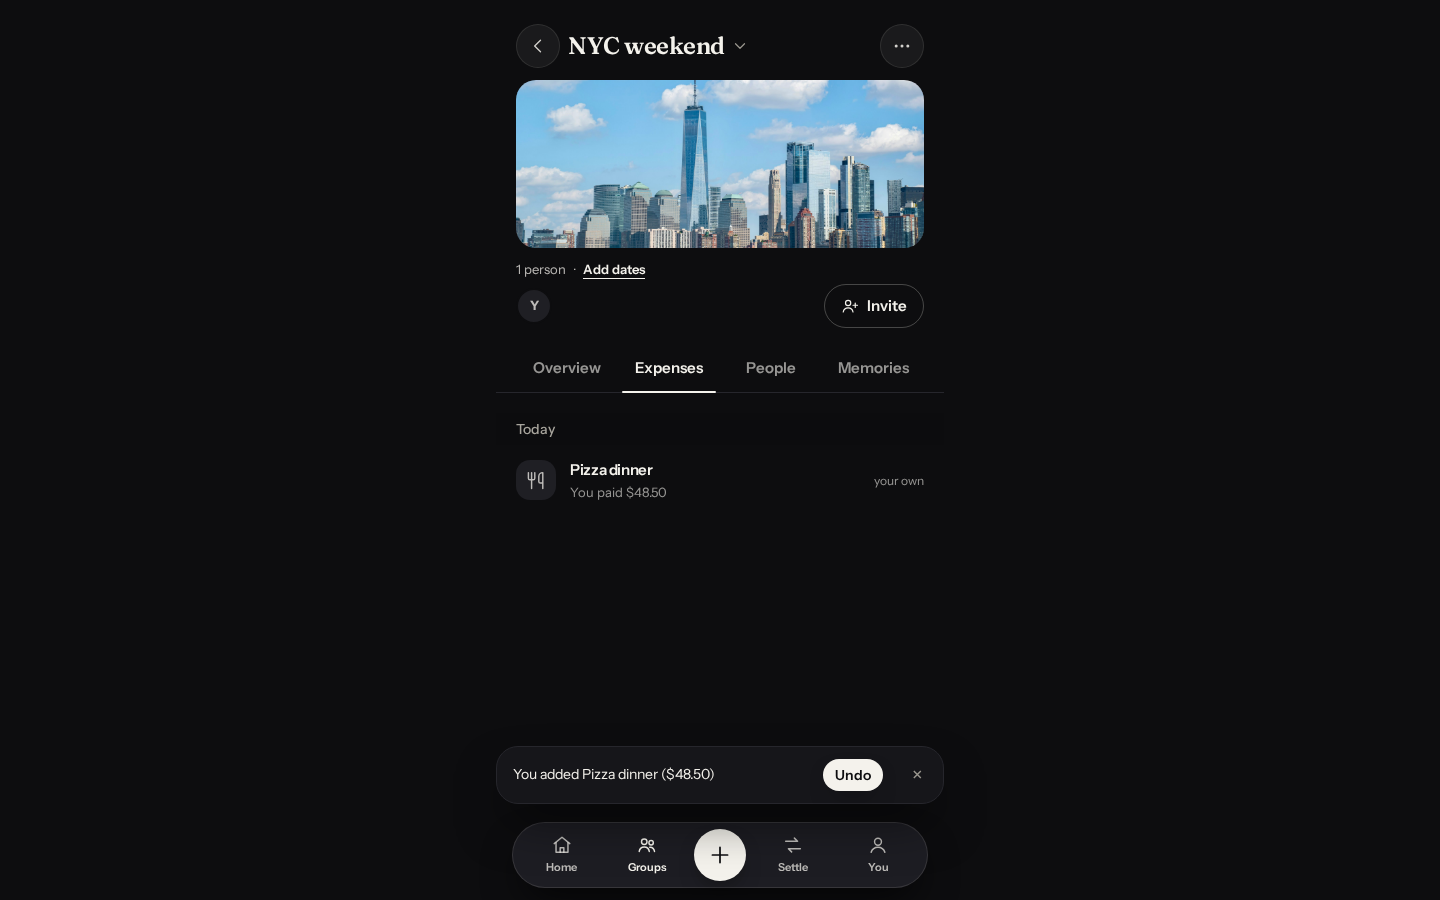 NYC weekend
1 person · Add dates
Y
Invite
Overview Expenses People Memories
Today
Pizza dinner
You paid $48.50
your own
You added Pizza dinner ($48.50)
Undo
Home Groups Settle You